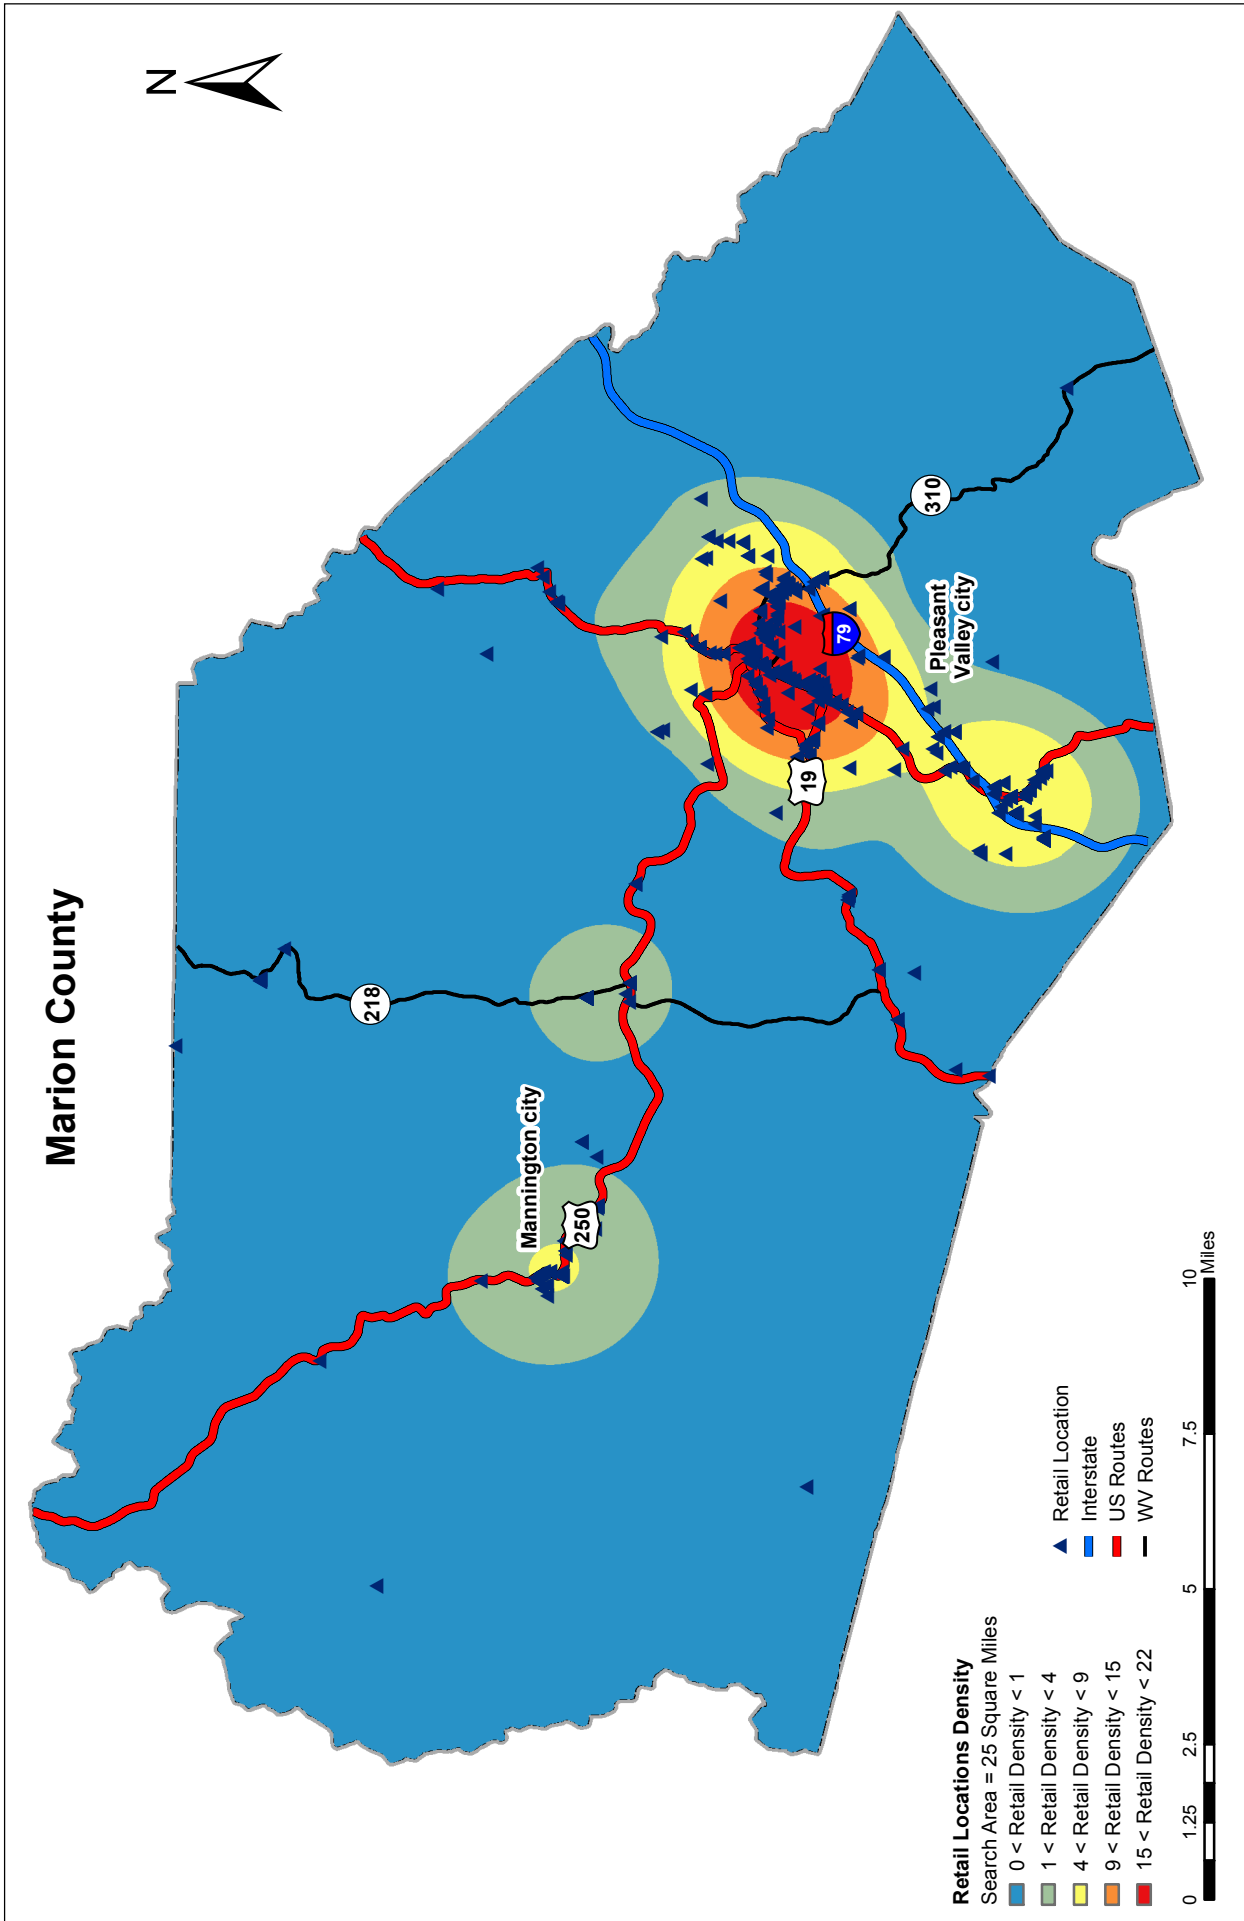 Marion County
N
218
Mannington city
250
19
79
310
Pleasant
Valley city
Retail Locations Density
Search Area = 25 Square Miles
0 < Retail Density < 1
1 < Retail Density < 4
4 < Retail Density < 9
9 < Retail Density < 15
15 < Retail Density < 22
Retail Location
Interstate
US Routes
WV Routes
0 1.25 2.5 5 7.5 10
Miles